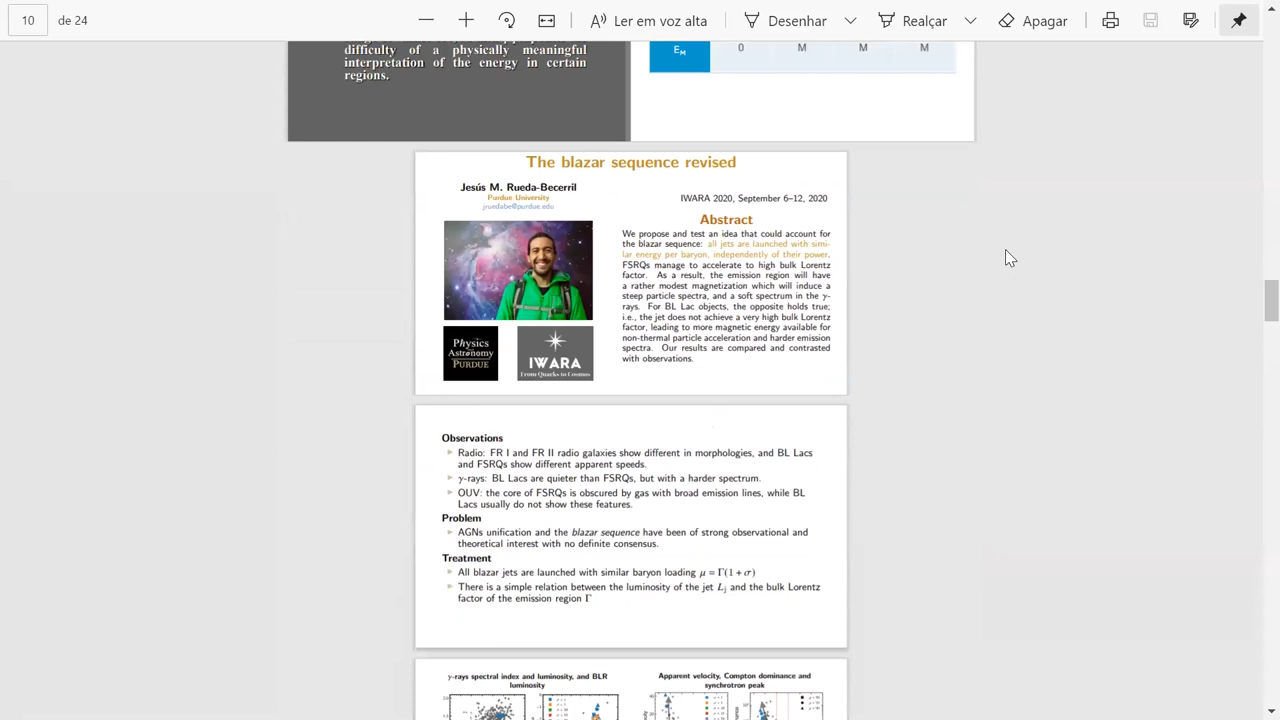 10 de 24 Ler em voz alta Desenhar Realçar Apagar
difficulty of a physically meaningful
interpretation of the energy in certain
regions.
EM 0 M M M
The blazar sequence revised
Jesús M. Rueda-Becerril
Purdue University
jruedabe@purdue.edu
Physics
Astronomy
PURDUE
IWARA
From Quarks to Cosmos
IWARA 2020, September 6–12, 2020
Abstract
We propose and test an idea that could account for
the blazar sequence: all jets are launched with simi-
lar energy per baryon, independently of their power.
FSRQs manage to accelerate to high bulk Lorentz
factor. As a result, the emission region will have
a rather modest magnetization which will induce a
steep particle spectra, and a soft spectrum in the γ-
rays. For BL Lac objects, the opposite holds true;
i.e., the jet does not achieve a very high bulk Lorentz
factor, leading to more magnetic energy available for
non-thermal particle acceleration and harder emission
spectra. Our results are compared and contrasted
with observations.
Observations
Radio: FR I and FR II radio galaxies show different in morphologies, and BL Lacs
and FSRQs show different apparent speeds.
γ-rays: BL Lacs are quieter than FSRQs, but with a harder spectrum.
OUV: the core of FSRQs is obscured by gas with broad emission lines, while BL
Lacs usually do not show these features.
Problem
AGNs unification and the blazar sequence have been of strong observational and
theoretical interest with no definite consensus.
Treatment
All blazar jets are launched with similar baryon loading μ = Γ(1 + σ)
There is a simple relation between the luminosity of the jet Lj and the bulk Lorentz
factor of the emission region Γ
γ-rays spectral index and luminosity, and BLR
luminosity
Apparent velocity, Compton dominance and
synchrotron peak